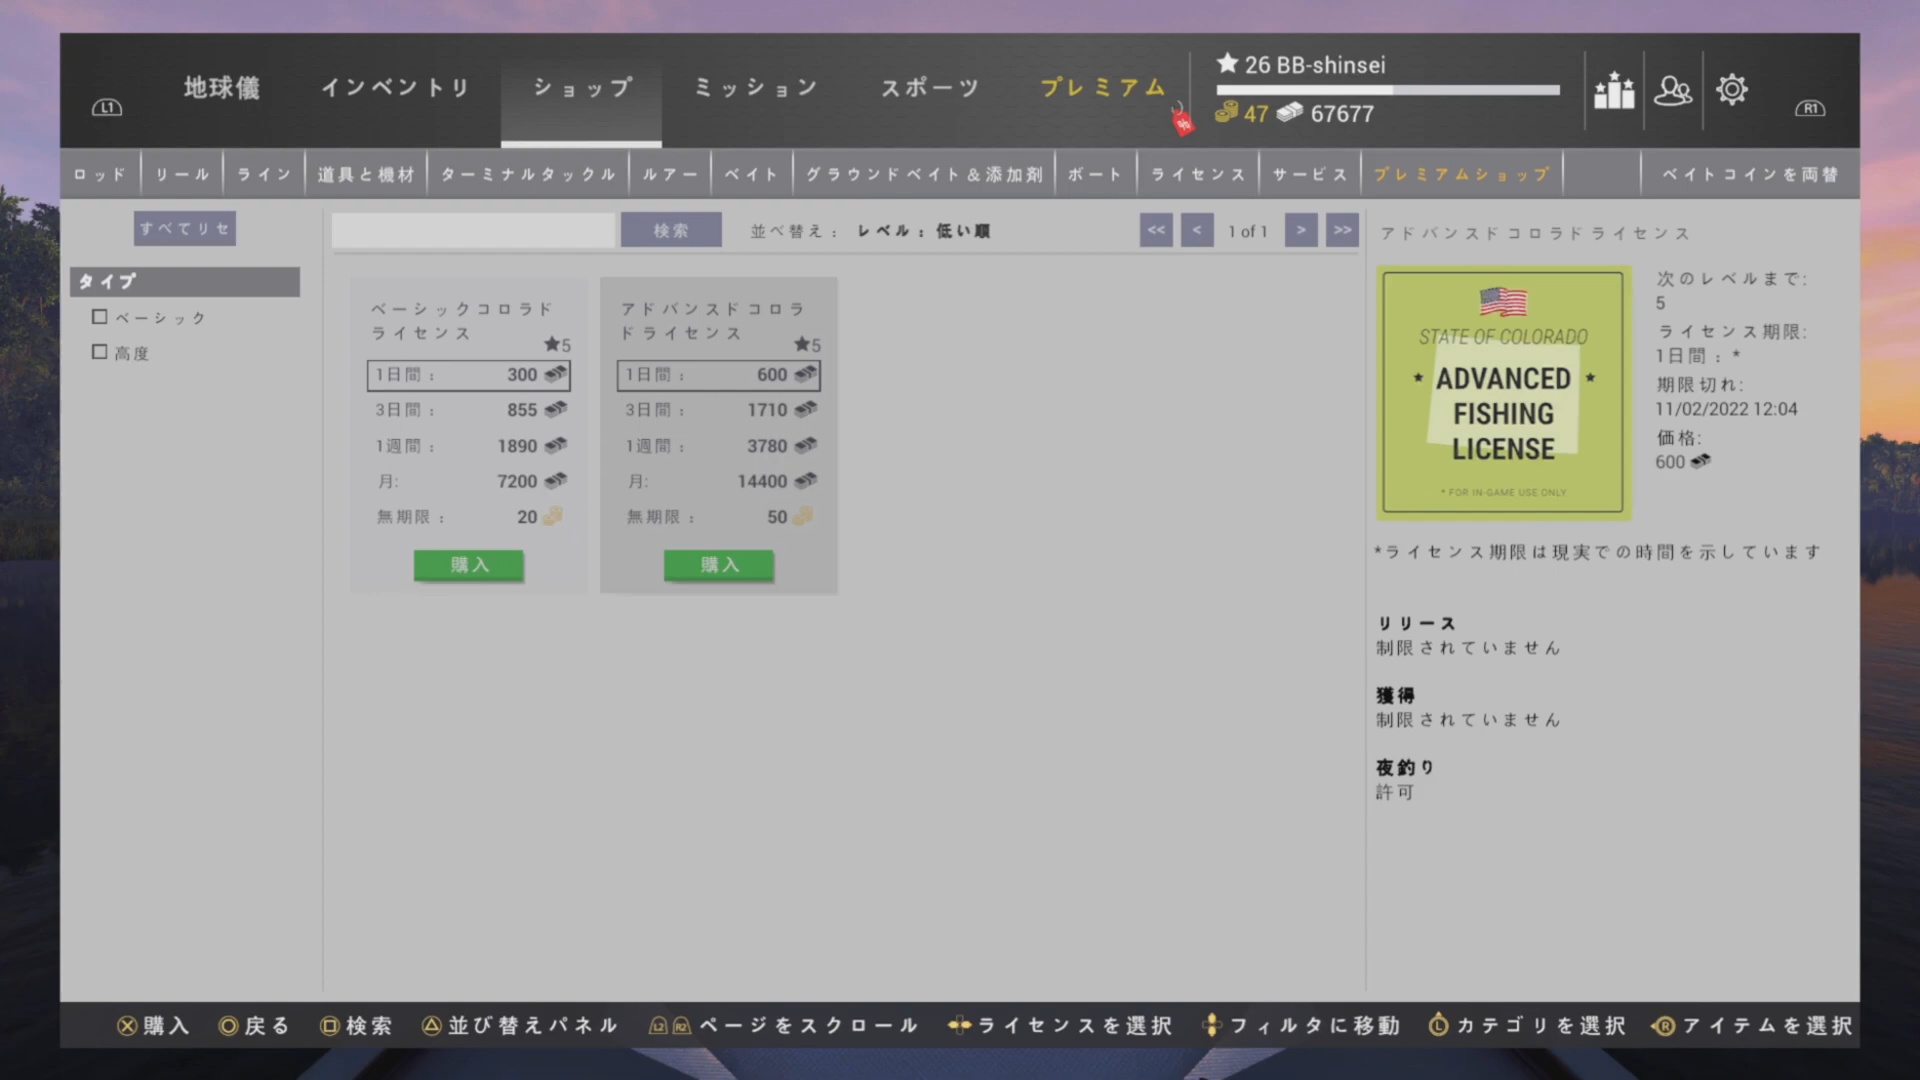 L1
地球儀
インベントリ
ショップ
ミッション
スポーツ
プレミアム
%
26 BB-shinsei
47 67677
R1
ロッド
リール
ライン
道具と機材
ターミナルタックル
ルアー
ベイト
グラウンドベイト＆添加剤
ボート
ライセンス
サービス
プレミアムショップ
ベイトコインを両替
すべてリセ
検索
並べ替え： レベル：低い順
<< < 1 of 1 > >>
タイプ
ベーシック
高度
ベーシックコロラド
ライセンス
★5
1日間： 300
3日間： 855
1週間： 1890
月: 7200
無期限： 20
購入
アドバンスドコロラ
ドライセンス
★5
1日間： 600
3日間： 1710
1週間： 3780
月: 14400
無期限： 50
購入
アドバンスドコロラドライセンス
STATE OF COLORADO
ADVANCED
FISHING
LICENSE
* FOR IN-GAME USE ONLY
次のレベルまで:
5
ライセンス期限:
1日間：*
期限切れ:
11/02/2022 12:04
価格:
600
*ライセンス期限は現実での時間を示しています
リリース
制限されていません
獲得
制限されていません
夜釣り
許可
購入
戻る
検索
並び替えパネル
L2 R2 ページをスクロール
ライセンスを選択
フィルタに移動
L カテゴリを選択
R アイテムを選択